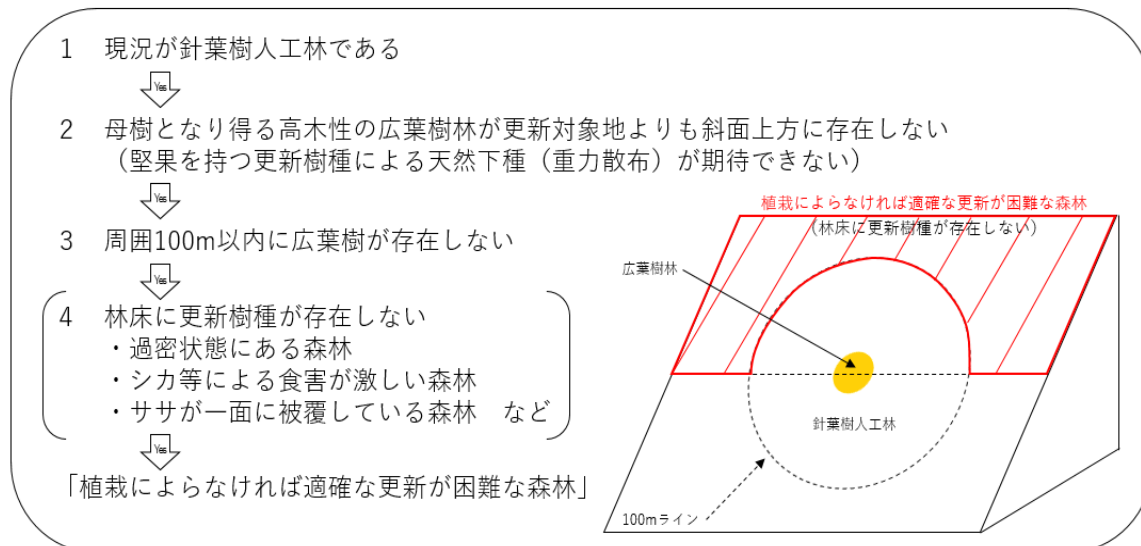 1 現況が針葉樹人工林である
Yes
2 母樹となり得る高木性の広葉樹林が更新対象地よりも斜面上方に存在しない
（堅果を持つ更新樹種による天然下種（重力散布）が期待できない）
Yes
3 周囲100m以内に広葉樹が存在しない
Yes
4 林床に更新樹種が存在しない
・過密状態にある森林
・シカ等による食害が激しい森林
・ササが一面に被覆している森林　など
Yes
「植栽によらなければ適確な更新が困難な森林」
植栽によらなければ適確な更新が困難な森林
（林床に更新樹種が存在しない）
広葉樹林
針葉樹人工林
100mライン